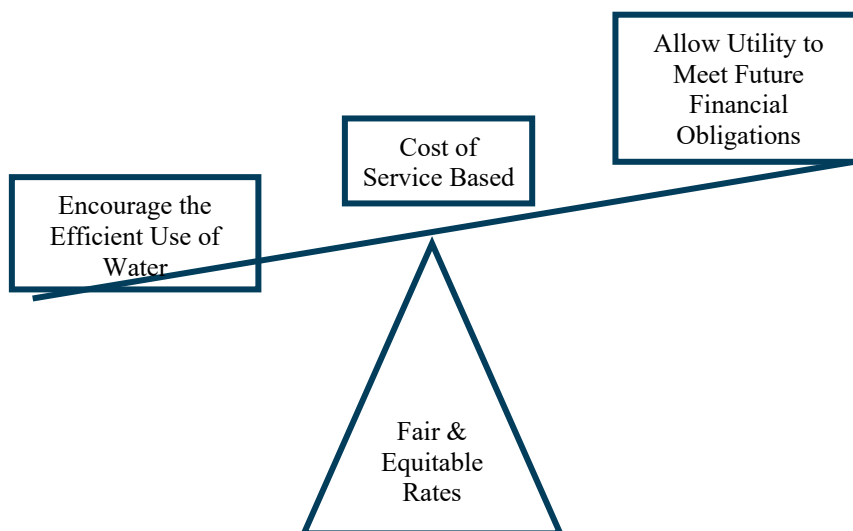 Allow Utility to
Meet Future
Financial
Obligations
Cost of
Service Based
Encourage the
Efficient Use of
Water
Fair &
Equitable
Rates